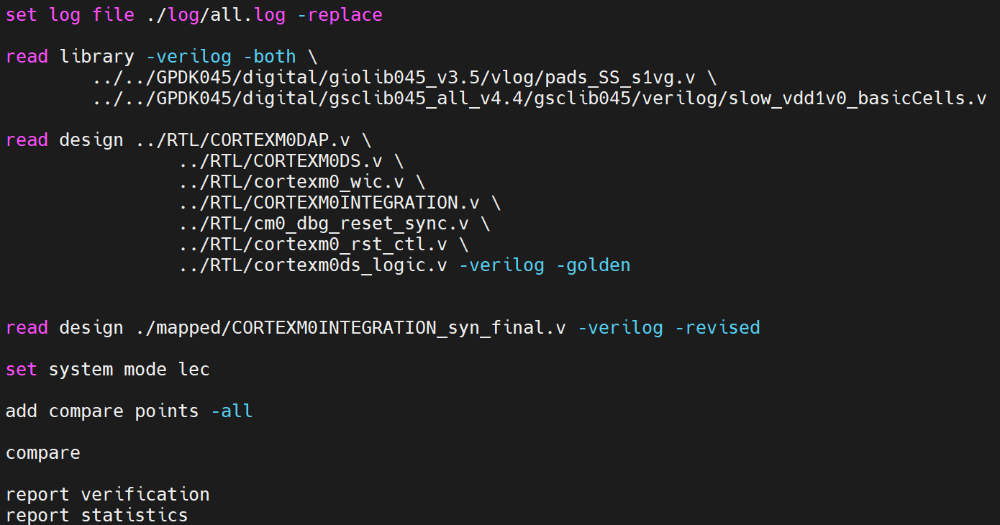 set log file ./log/all.log -replace
read library -verilog -both \
../../GPDK045/digital/giolib045_v3.5/vlog/pads_SS_s1vg.v \
../../GPDK045/digital/gsclib045_all_v4.4/gsclib045/verilog/slow_vdd1v0_basicCells.v
read design ../RTL/CORTEXM0DAP.v \
../RTL/CORTEXM0DS.v \
../RTL/cortexm0_wic.v \
../RTL/CORTEXM0INTEGRATION.v \
../RTL/cm0_dbg_reset_sync.v \
../RTL/cortexm0_rst_ctl.v \
../RTL/cortexm0ds_logic.v -verilog -golden
read design ./mapped/CORTEXM0INTEGRATION_syn_final.v -verilog -revised
set system mode lec
add compare points -all
compare
report verification
report statistics